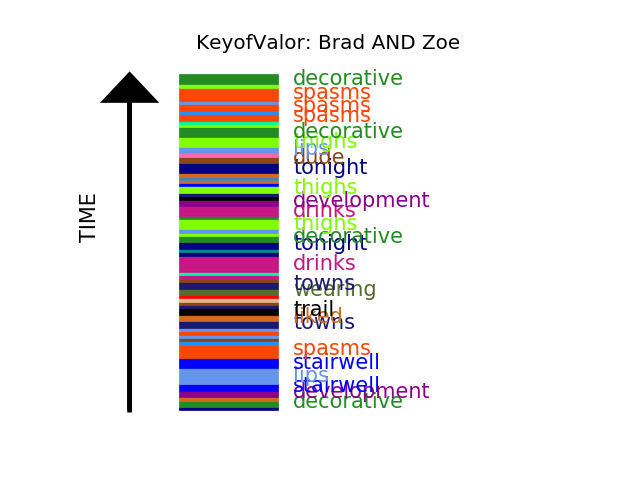 KeyofValor: Brad AND Zoe
decorative
spasms
spasms
spasms
decorative
thighs
lips
dude
tonight
thighs
development
drinks
thighs
decorative
tonight
drinks
towns
wearing
trail
liked
towns
spasms
stairwell
lips
stairwell
development
decorative
TIME